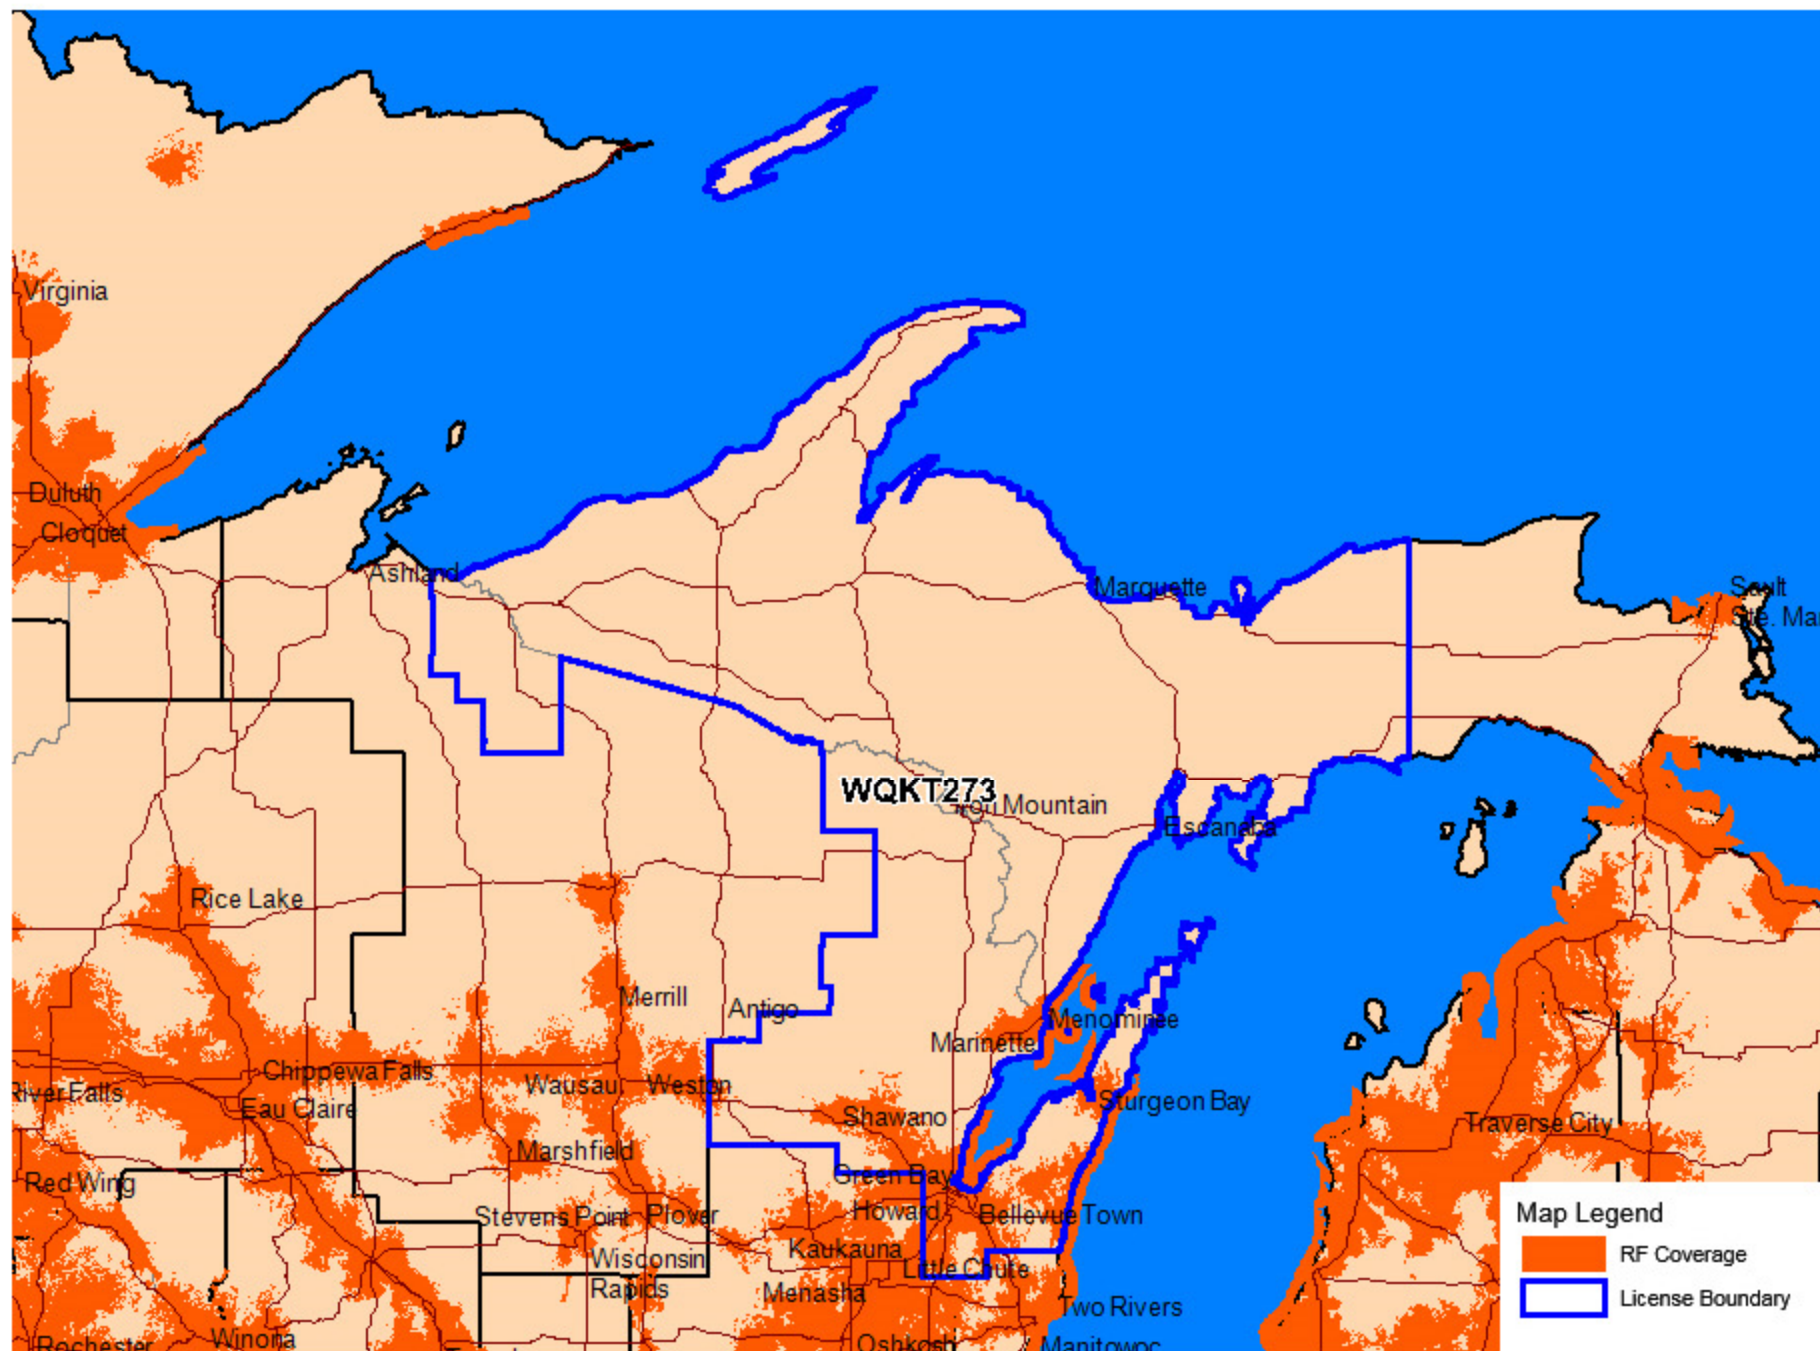 Virginia
Duluth
Cloquet
Ashland
Marquette
Sault
Ste. Mar
WQKT273
Iron Mountain
Escanaba
Rice Lake
Merrill
Antigo
Menominee
Marinette
Chippewa Falls
Wausau
Weston
River Falls
Eau Claire
Shawano
Sturgeon Bay
Traverse City
Marshfield
Green Bay
Red Wing
Stevens Point
Plover
Howard
Bellevue Town
Kaukauna
Wisconsin
Rapids
Little Chute
Menasha
Two Rivers
Rochester
Winona
Oshkosh
Manitowoc
Map Legend
RF Coverage
License Boundary